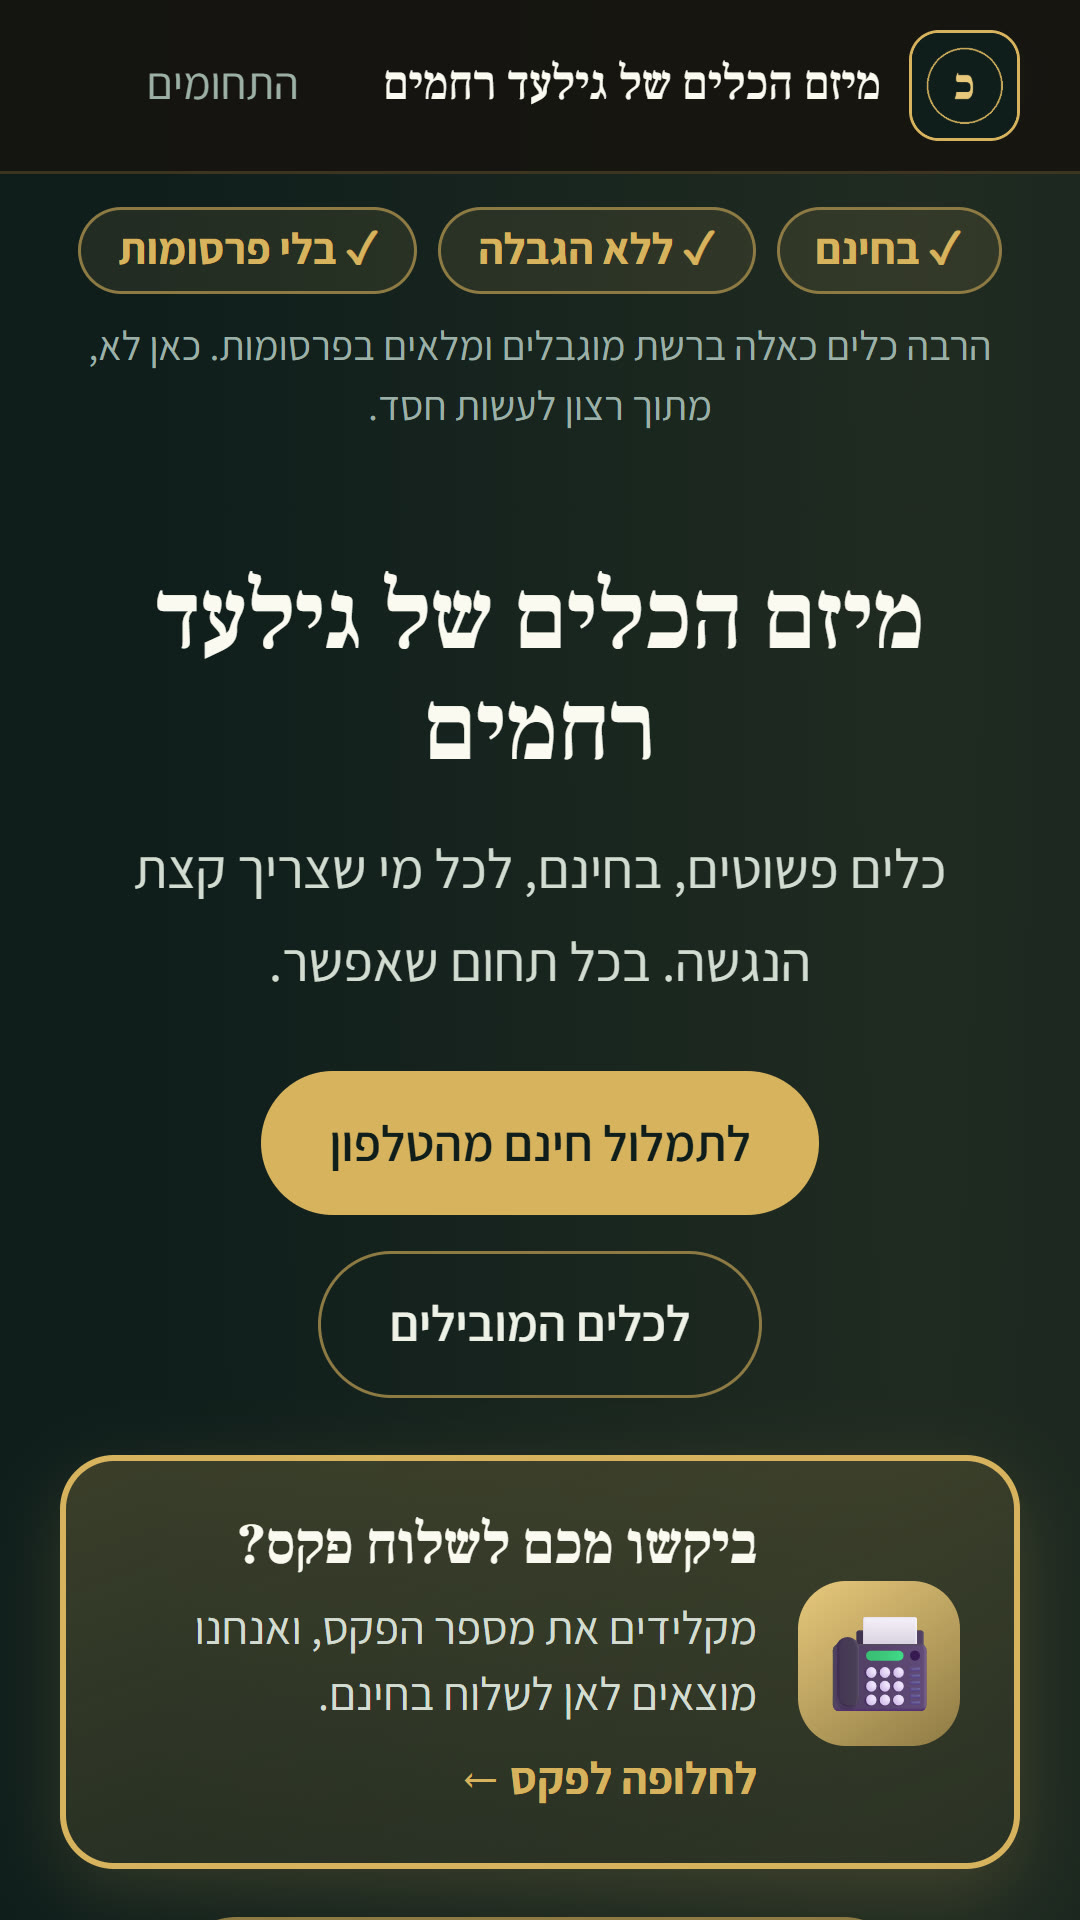 כ
מיזם הכלים של גילעד רחמים
התחומים
✓ בחינם
✓ ללא הגבלה
✓ בלי פרסומות
הרבה כלים כאלה ברשת מוגבלים ומלאים בפרסומות. כאן לא,
מתוך רצון לעשות חסד.
מיזם הכלים של גילעד
רחמים
כלים פשוטים, בחינם, לכל מי שצריך קצת
הנגשה. בכל תחום שאפשר.
לתמלול חינם מהטלפון
לכלים המובילים
ביקשו מכם לשלוח פקס?
מקלידים את מספר הפקס, ואנחנו
מוצאים לאן לשלוח בחינם.
לחלופה לפקס ←